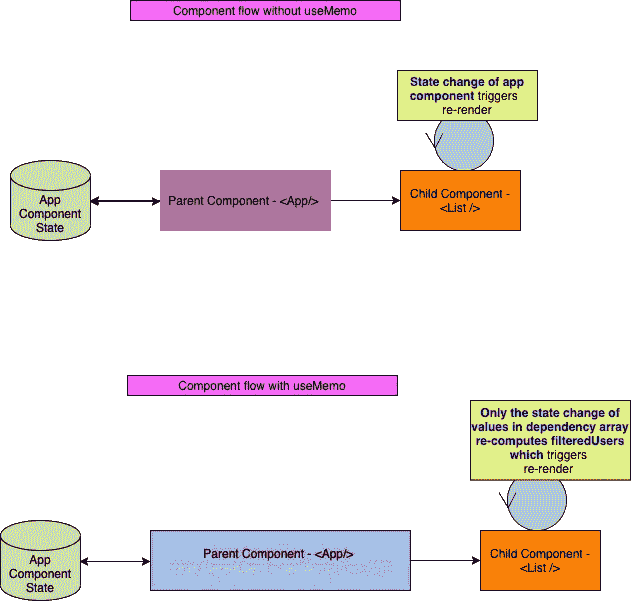 Component flow without useMemo
State change of app
component triggers
re-render
App
Component
State
Parent Component - <App/>
Child Component -
<List />
Component flow with useMemo
Only the state change of
values in dependency array
re-computes filteredUsers
which triggers
re-render
App
Component
State
Parent Component - <App/>
Child Component -
<List />